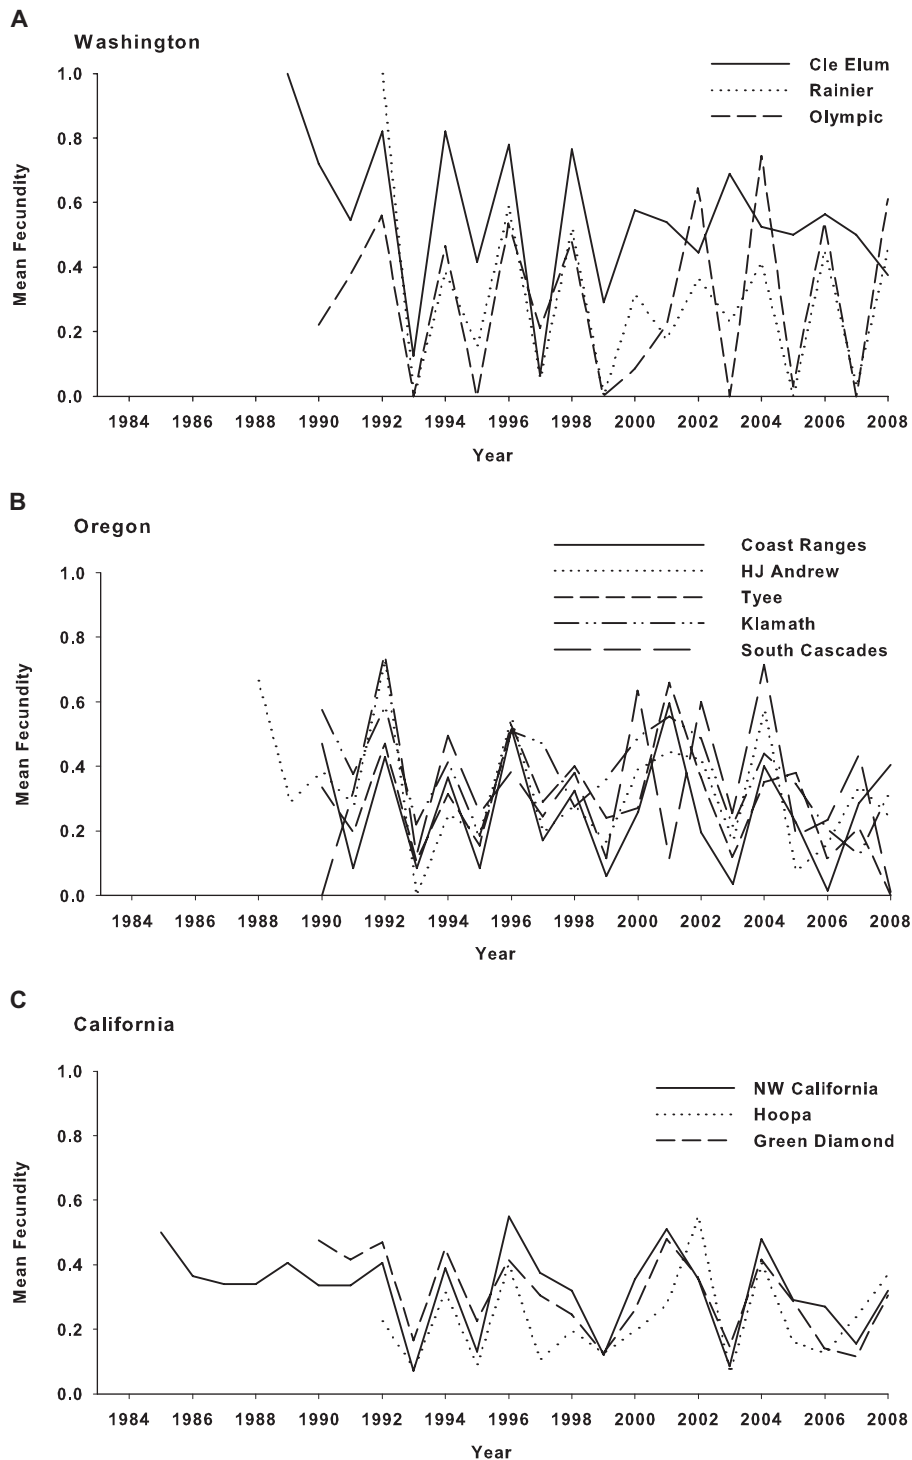 A
Washington
Cle Elum
Rainier
Olympic
Mean Fecundity
1.0
0.8
0.6
0.4
0.2
0.0
1984 1986 1988 1990 1992 1994 1996 1998 2000 2002 2004 2006 2008
Year
B
Oregon
Coast Ranges
HJ Andrew
Tyee
Klamath
South Cascades
Mean Fecundity
1.0
0.8
0.6
0.4
0.2
0.0
1984 1986 1988 1990 1992 1994 1996 1998 2000 2002 2004 2006 2008
Year
C
California
NW California
Hoopa
Green Diamond
Mean Fecundity
1.0
0.8
0.6
0.4
0.2
0.0
1984 1986 1988 1990 1992 1994 1996 1998 2000 2002 2004 2006 2008
Year